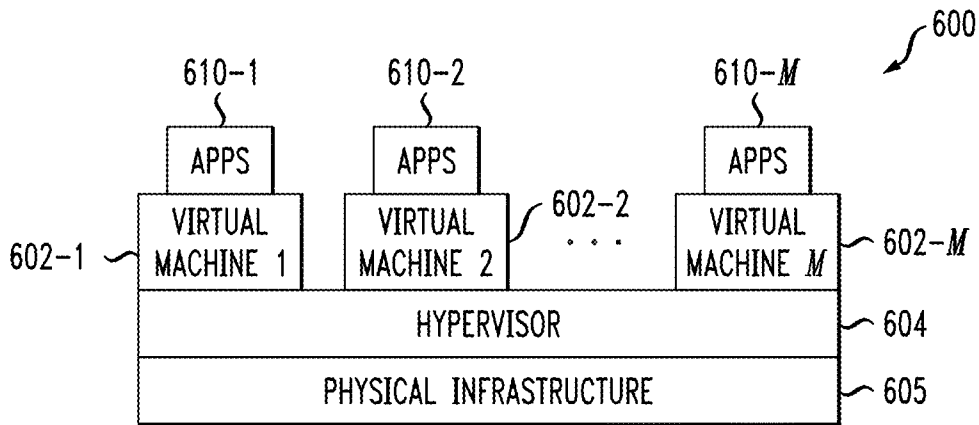 600
610-1 610-2 610-M
APPS APPS APPS
VIRTUAL MACHINE 1 VIRTUAL MACHINE 2 602-2 . . . VIRTUAL MACHINE M
602-1 602-M
HYPERVISOR 604
PHYSICAL INFRASTRUCTURE 605